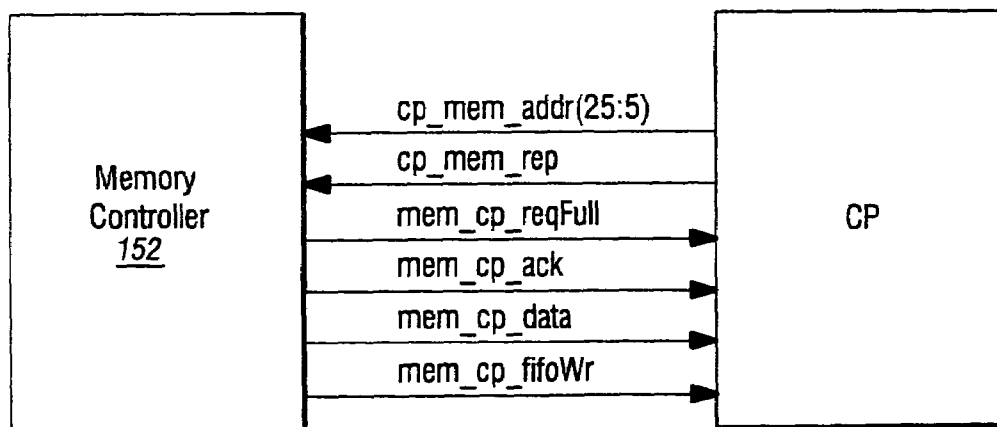 cp_mem_addr(25:5)
cp_mem_rep
mem_cp_reqFull
mem_cp_ack
mem_cp_data
mem_cp_fifoWr
Memory
Controller
152
CP